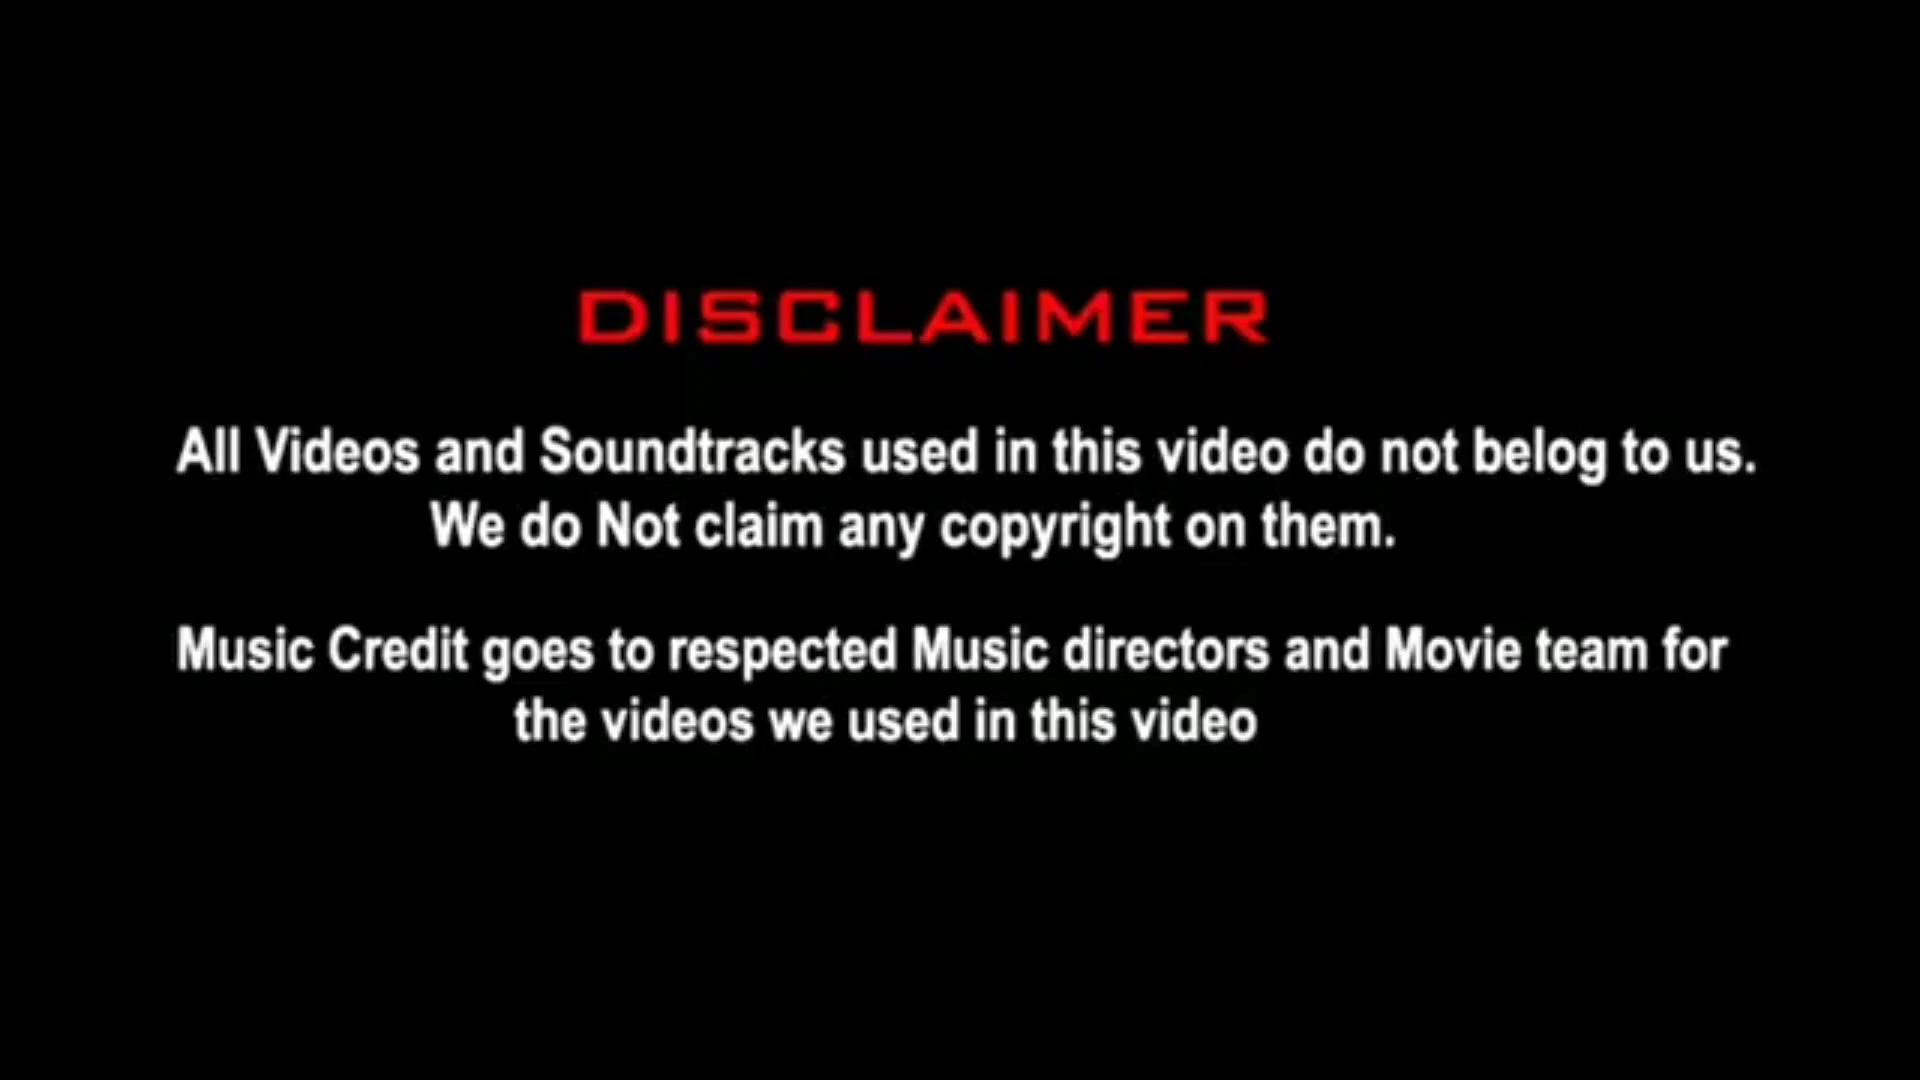 DISCLAIMER
All Videos and Soundtracks used in this video do not belog to us.
We do Not claim any copyright on them.
Music Credit goes to respected Music directors and Movie team for
the videos we used in this video